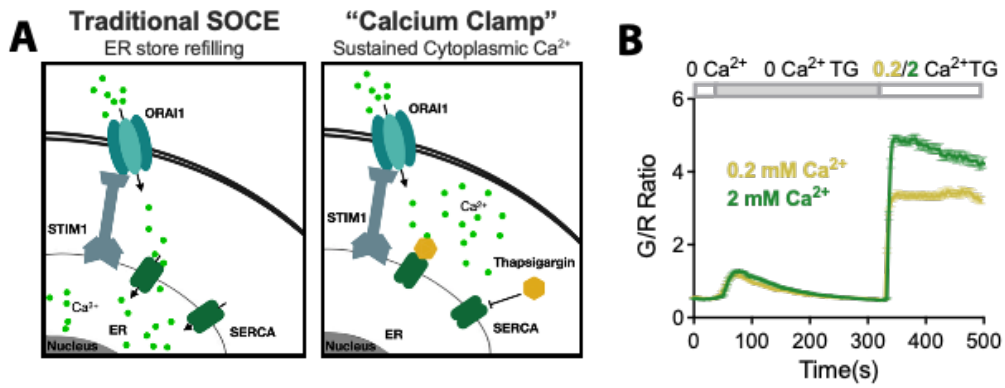 A
Traditional SOCE
ER store refilling
ORAI1
STIM1
Ca²⁺
ER
SERCA
Nucleus
“Calcium Clamp”
Sustained Cytoplasmic Ca²⁺
ORAI1
Ca²⁺
STIM1
Thapsigargin
ER
SERCA
Nucleus
B
0 Ca²⁺ 0 Ca²⁺ TG 0.2/2 Ca²⁺TG
6
4
2
0
G/R Ratio
0.2 mM Ca²⁺
2 mM Ca²⁺
0 100 200 300 400 500
Time(s)